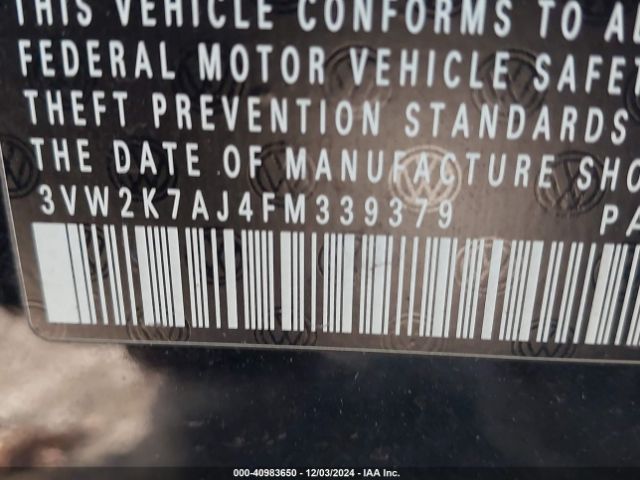 THIS VEHICLE CONFORMS TO
FEDERAL MOTOR VEHICLE SAFET
THEFT PREVENTION STANDARDS
THE DATE OF MANUFACTURE SHO
3VW2K7AJ4FM339379 PA
000-40983650 - 12/03/2024 - IAA Inc.